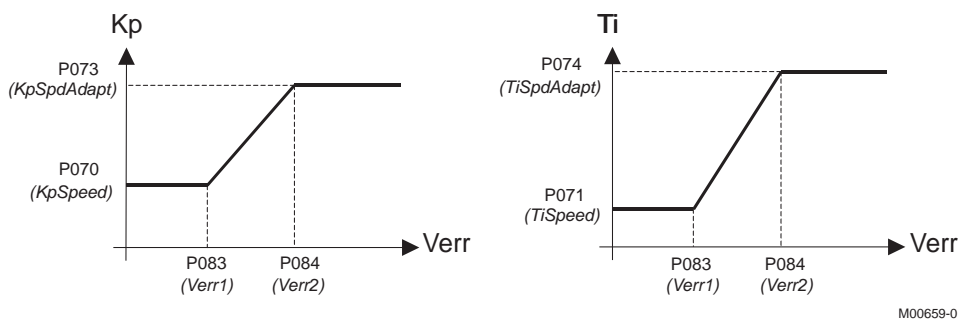 Kp
P073
(KpSpdAdapt)
P070
(KpSpeed)
Verr
P083
(Verr1)
P084
(Verr2)
Ti
P074
(TiSpdAdapt)
P071
(TiSpeed)
Verr
P083
(Verr1)
P084
(Verr2)
M00659-0